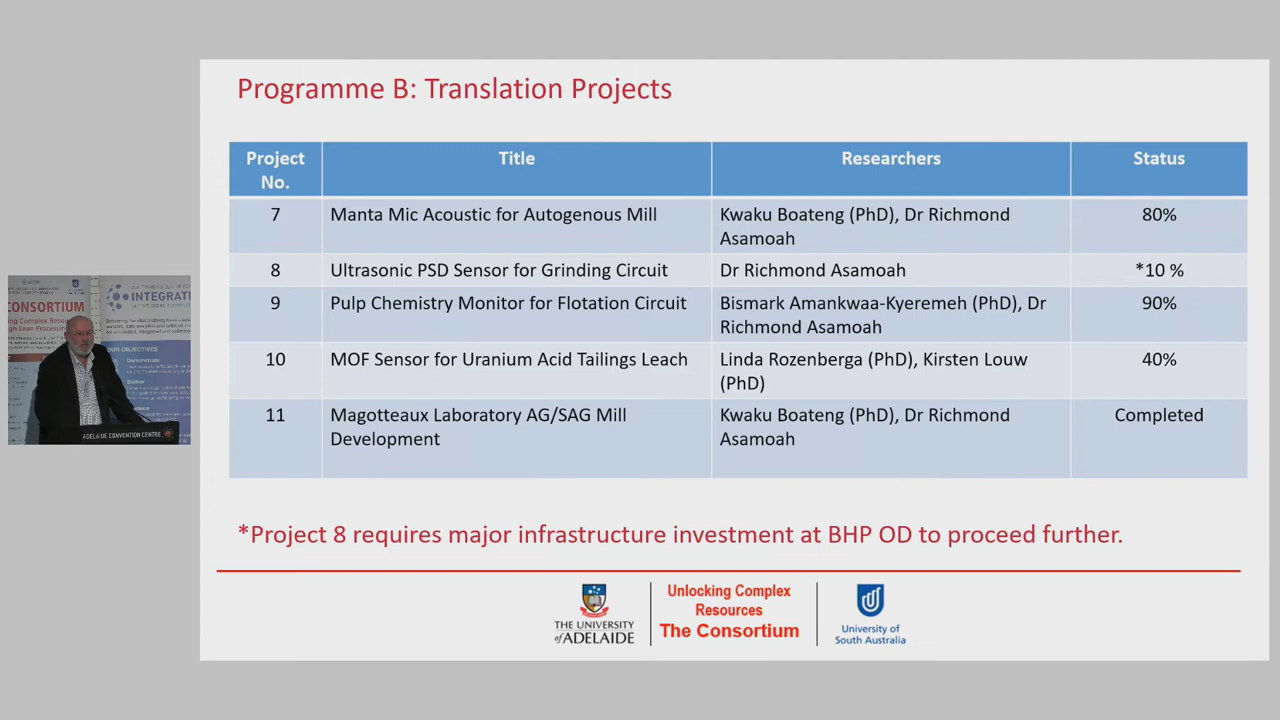 Programme B: Translation Projects
Project No. Title Researchers Status
7 Manta Mic Acoustic for Autogenous Mill Kwaku Boateng (PhD), Dr Richmond Asamoah 80%
8 Ultrasonic PSD Sensor for Grinding Circuit Dr Richmond Asamoah *10 %
9 Pulp Chemistry Monitor for Flotation Circuit Bismark Amankwaa-Kyeremeh (PhD), Dr Richmond Asamoah 90%
10 MOF Sensor for Uranium Acid Tailings Leach Linda Rozenberga (PhD), Kirsten Louw (PhD) 40%
11 Magotteaux Laboratory AG/SAG Mill Development Kwaku Boateng (PhD), Dr Richmond Asamoah Completed
*Project 8 requires major infrastructure investment at BHP OD to proceed further.
THE UNIVERSITY
of ADELAIDE
Unlocking Complex
Resources
The Consortium
University of
South Australia
CONSORTIUM
INTEGRAT
OUR OBJECTIVES
ADELAIDE CONVENTION CENTRE